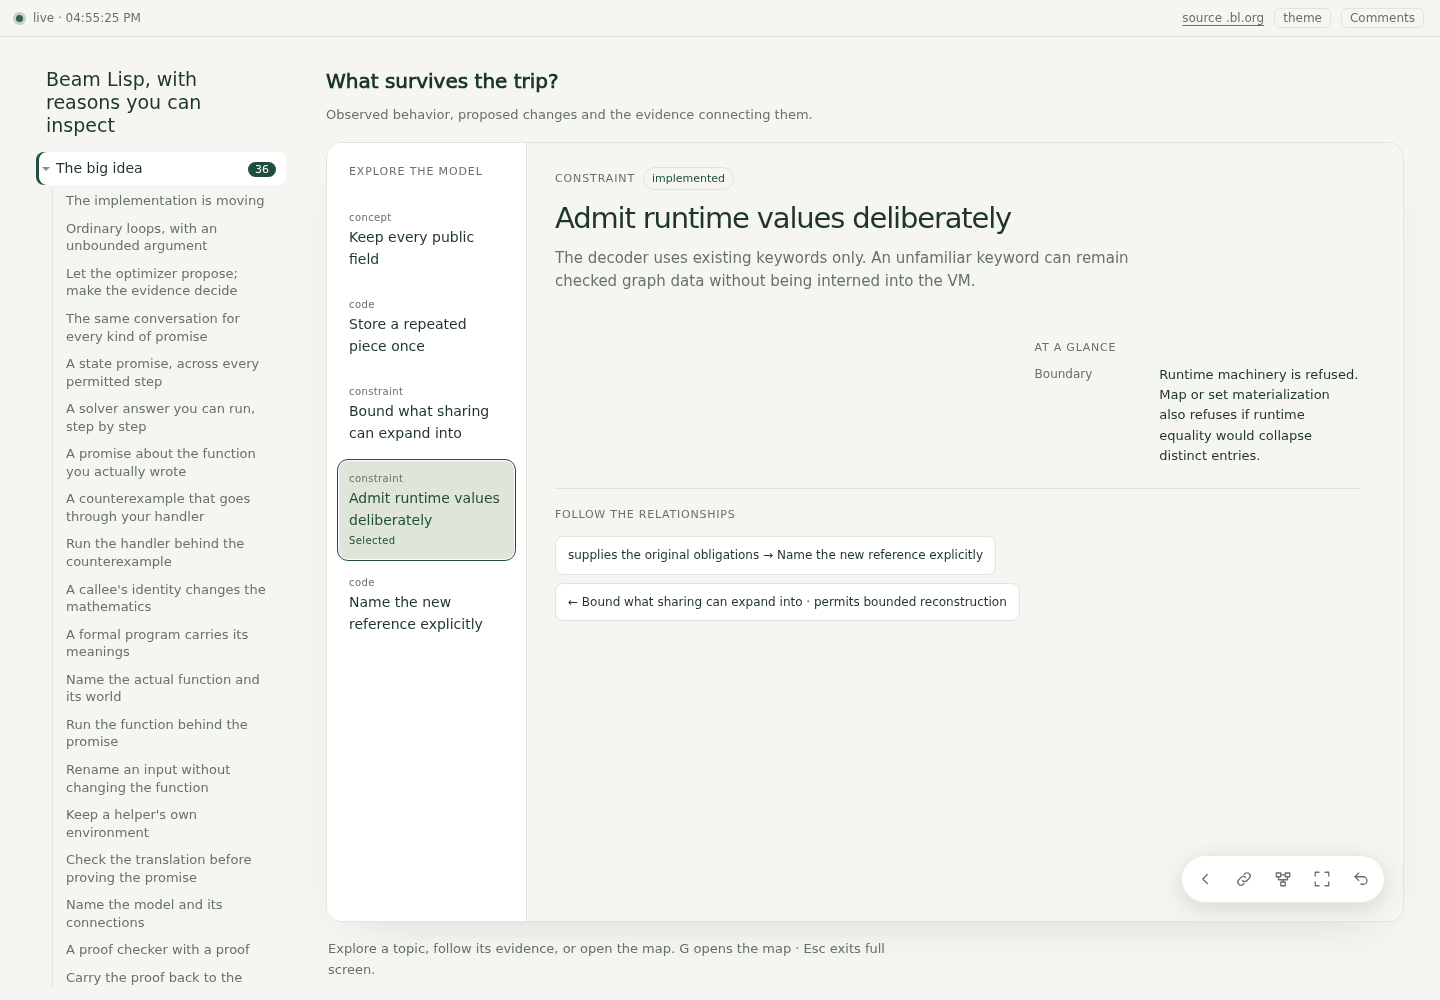 live · 04:55:25 PM
source .bl.org
theme
Comments
Beam Lisp, with
reasons you can
inspect
The big idea
36
The implementation is moving
Ordinary loops, with an
unbounded argument
Let the optimizer propose;
make the evidence decide
The same conversation for
every kind of promise
A state promise, across every
permitted step
A solver answer you can run,
step by step
A promise about the function
you actually wrote
A counterexample that goes
through your handler
Run the handler behind the
counterexample
A callee's identity changes the
mathematics
A formal program carries its
meanings
Name the actual function and
its world
Run the function behind the
promise
Rename an input without
changing the function
Keep a helper's own
environment
Check the translation before
proving the promise
Name the model and its
connections
A proof checker with a proof
Carry the proof back to the
What survives the trip?
Observed behavior, proposed changes and the evidence connecting them.
EXPLORE THE MODEL
concept
Keep every public
field
code
Store a repeated
piece once
constraint
Bound what sharing
can expand into
constraint
Admit runtime values
deliberately
Selected
code
Name the new
reference explicitly
CONSTRAINT
implemented
Admit runtime values deliberately
The decoder uses existing keywords only. An unfamiliar keyword can remain
checked graph data without being interned into the VM.
AT A GLANCE
Boundary
Runtime machinery is refused.
Map or set materialization
also refuses if runtime
equality would collapse
distinct entries.
FOLLOW THE RELATIONSHIPS
supplies the original obligations → Name the new reference explicitly
← Bound what sharing can expand into · permits bounded reconstruction
Explore a topic, follow its evidence, or open the map. G opens the map · Esc exits full
screen.